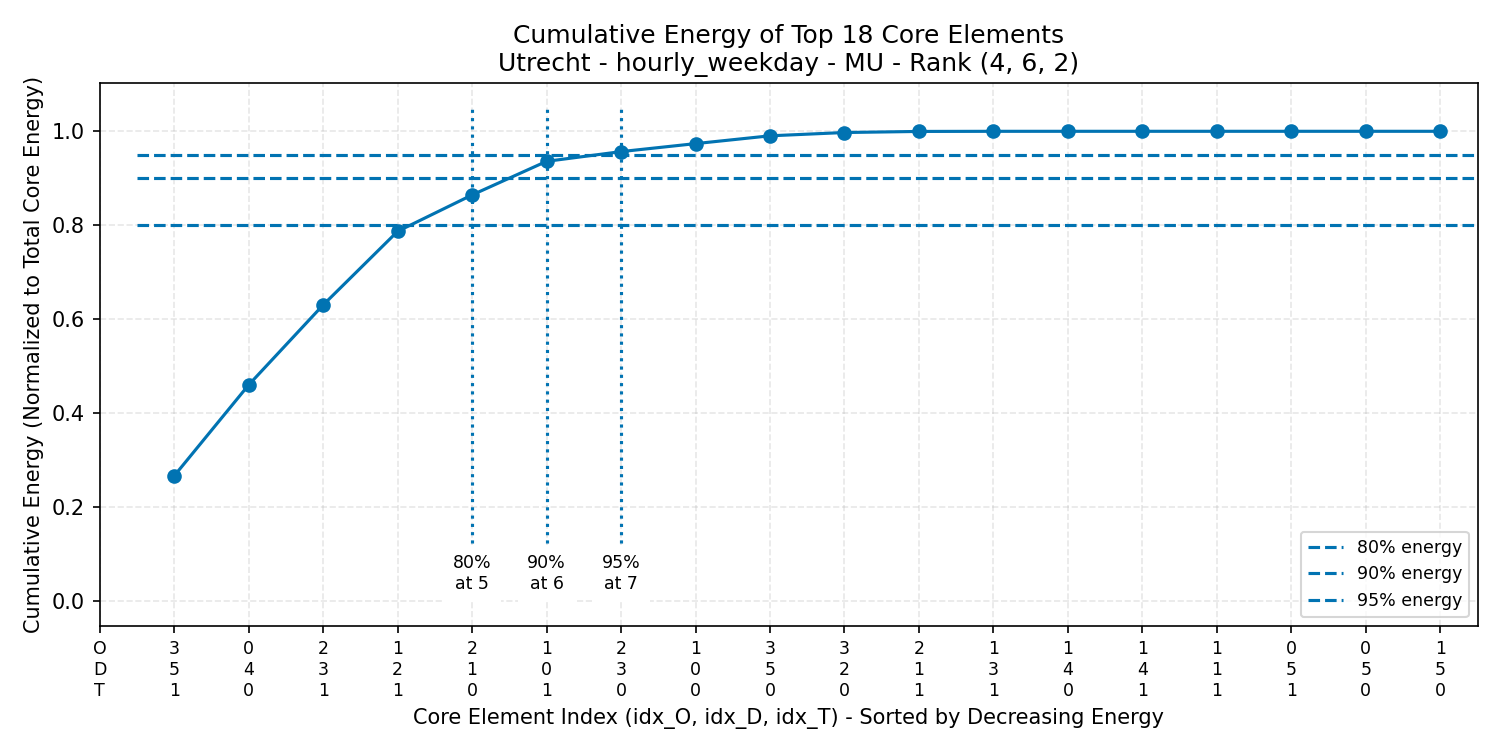 Cumulative Energy of Top 18 Core Elements
Utrecht - hourly_weekday - MU - Rank (4, 6, 2)
Cumulative Energy (Normalized to Total Core Energy)
1.0
0.8
0.6
0.4
0.2
0.0
80%
at 5
90%
at 6
95%
at 7
80% energy
90% energy
95% energy
O 3 0 2 1 2 1 2 1 3 3 2 1 1 1 1 0 0 1
D 5 4 3 2 1 0 3 0 5 2 1 3 4 4 1 5 5 5
T 1 0 1 1 0 1 0 0 0 0 1 1 0 1 1 1 0 0
Core Element Index (idx_O, idx_D, idx_T) - Sorted by Decreasing Energy